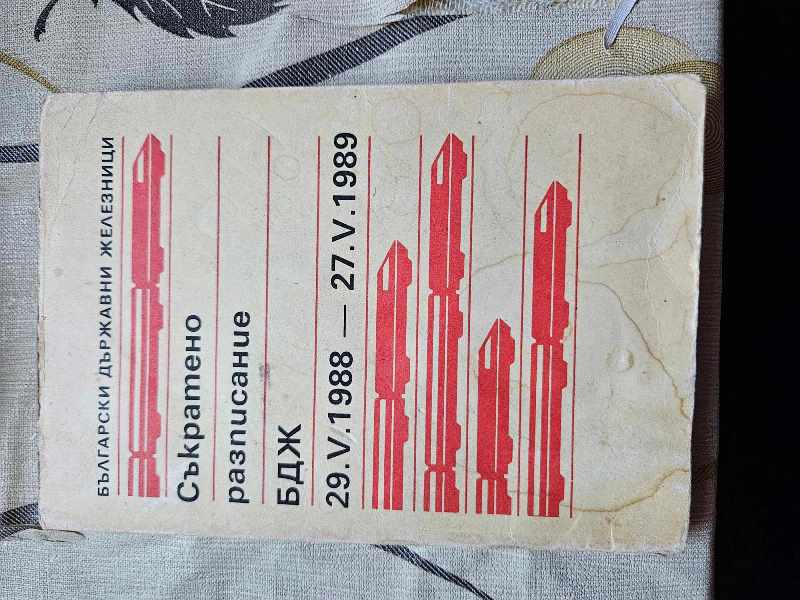 БЪЛГАРСКИ ДЪРЖАВНИ ЖЕЛЕЗНИЦИ
Съкратено
разписание
БДЖ
29.V.1988 — 27.V.1989